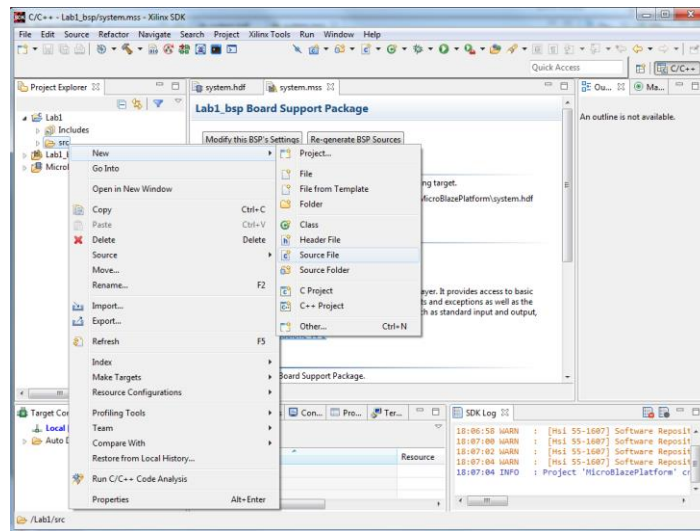 C/C++ - Lab1_bsp/system.mss - Xilinx SDK
File Edit Source Refactor Navigate Search Project Xilinx Tools Run Window Help
Quick Access
C/C++
Project Explorer
system.hdf
system.mss
Ou...
Ma...
Lab1
Includes
src
Lab1_bsp Board Support Package
Modify this BSP's Settings
Re-generate BSP Sources
An outline is not available.
ng target.
MicroBlazePlatform\system.hdf
ayer. It provides access to basic
ts and exceptions as well as the
h as standard input and output,
Board Support Package.
New
Go Into
Open in New Window
Copy Ctrl+C
Paste Ctrl+V
Delete Delete
Source
Move...
Rename... F2
Import...
Export...
Refresh F5
Index
Make Targets
Resource Configurations
Profiling Tools
Team
Compare With
Restore from Local History...
Run C/C++ Code Analysis
Properties Alt+Enter
Project...
File
File from Template
Folder
Class
Header File
Source File
Source Folder
C Project
C++ Project
Other... Ctrl+N
Target Con
Local
Auto D
Con...
Pro...
Ter...
Resource
SDK Log
18:06:58 WARN : [Hsi 55-1607] Software Reposit
18:07:00 WARN : [Hsi 55-1607] Software Reposit
18:07:02 WARN : [Hsi 55-1607] Software Reposit
18:07:04 WARN : [Hsi 55-1607] Software Reposit
18:07:04 INFO : Project 'MicroBlazePlatform' cr
/Lab1/src